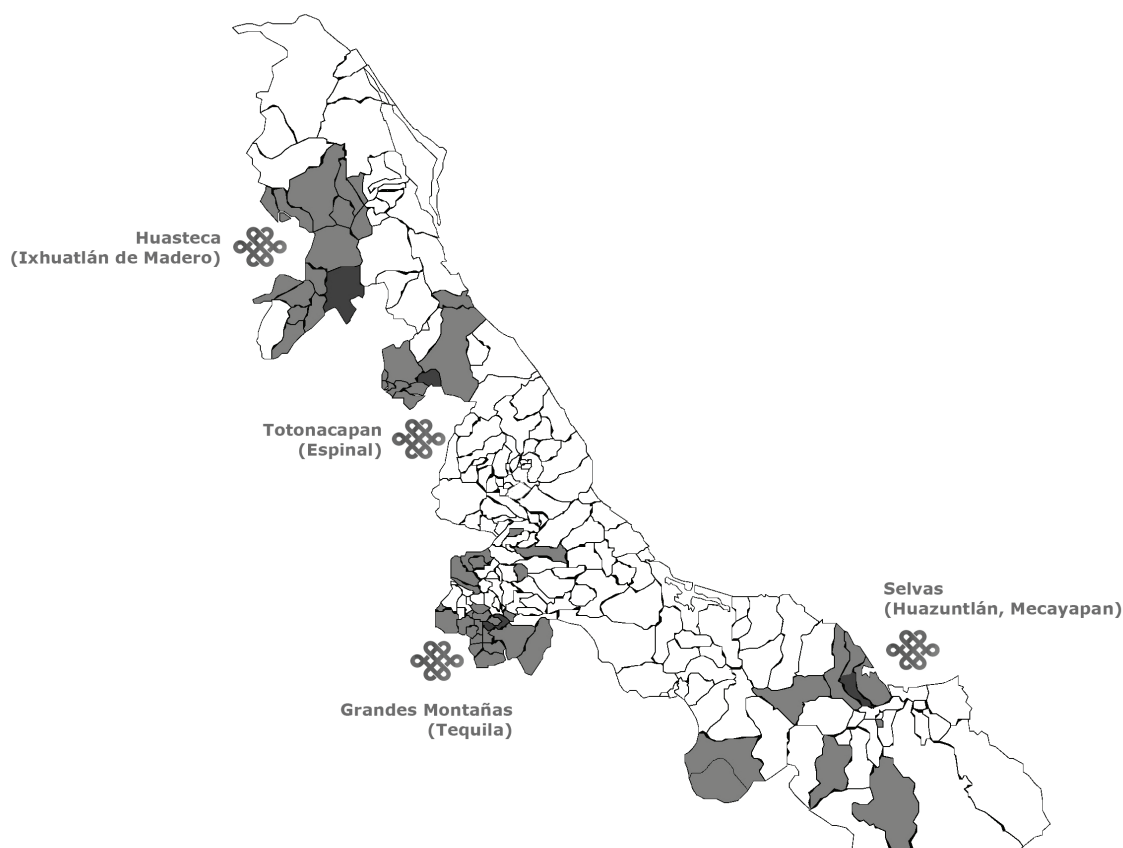 Huasteca
(Ixhuatlán de Madero)
Totonacapan
(Espinal)
Selvas
(Huazuntlán, Mecayapan)
Grandes Montañas
(Tequila)